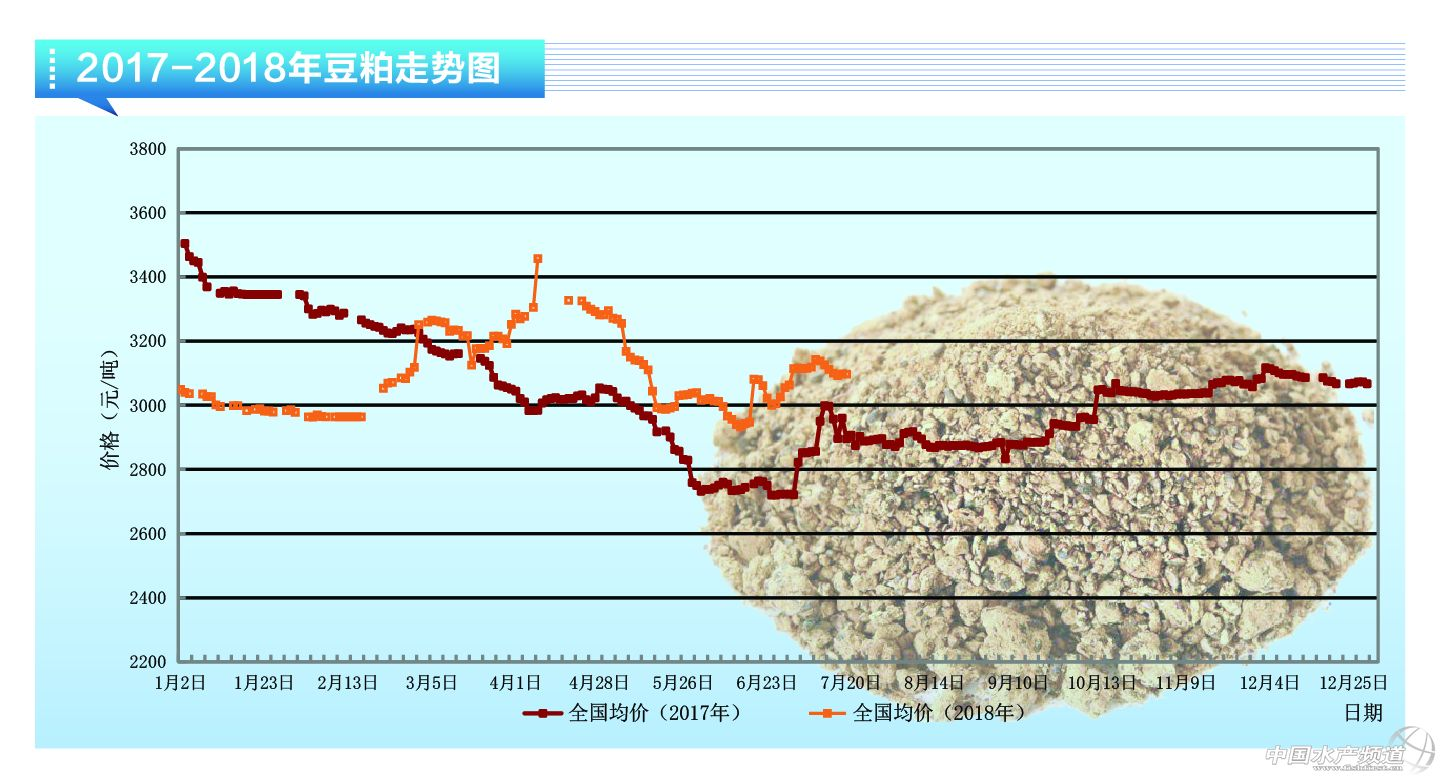 2017-2018年豆粕走势图
3800
3600
3400
3200
3000
2800
2600
2400
2200
价格（元/吨）
1月2日 1月23日 2月13日 3月5日 4月1日 4月28日 5月26日 6月23日 7月20日 8月14日 9月10日 10月13日 11月9日 12月4日 12月25日
全国均价（2017年） 全国均价（2018年） 日期
中国水产频道
www.fishfirst.cn